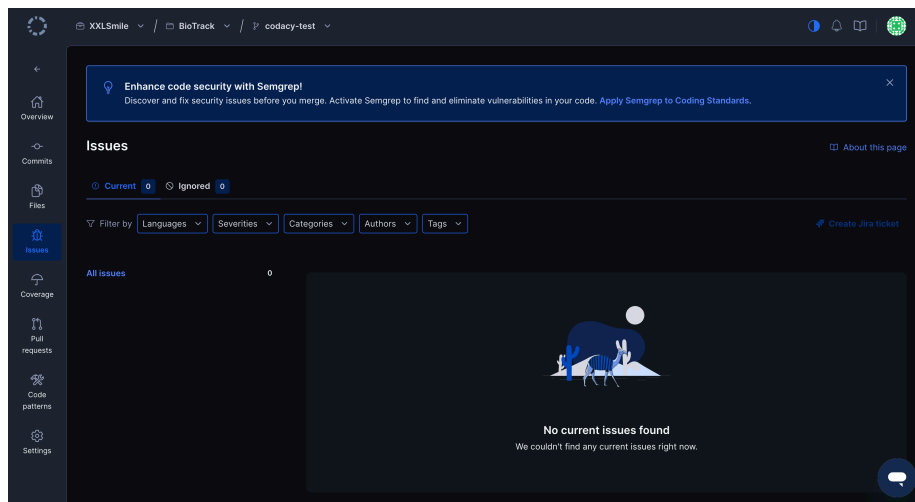 XXLSmile / BioTrack / codacy-test
Overview
Commits
Files
Issues
Coverage
Pull
requests
Code
patterns
Settings
Enhance code security with Semgrep!
Discover and fix security issues before you merge. Activate Semgrep to find and eliminate vulnerabilities in your code. Apply Semgrep to Coding Standards.
Issues
About this page
Current 0 Ignored 0
Filter by Languages Severities Categories Authors Tags
Create Jira ticket
All issues 0
No current issues found
We couldn't find any current issues right now.